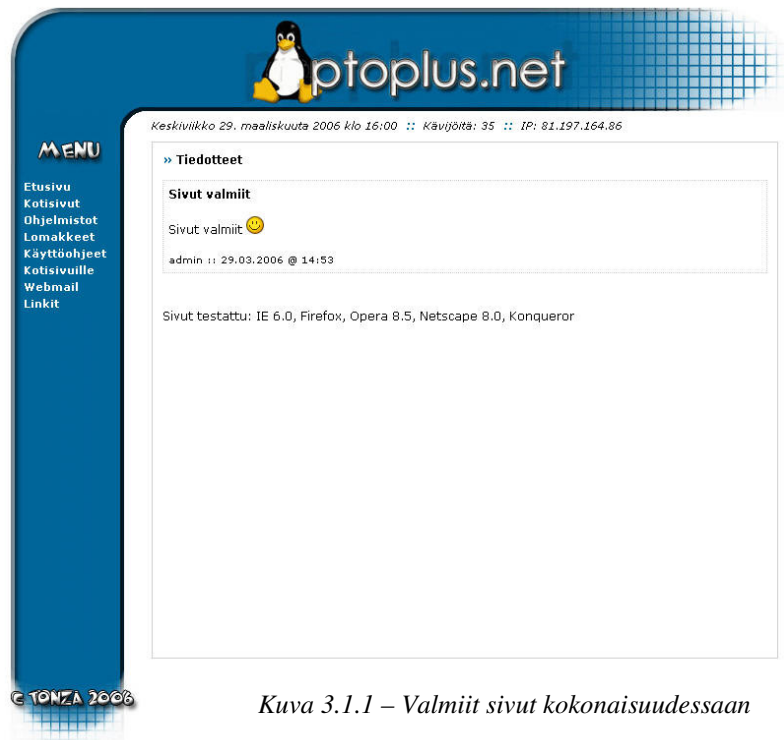 ptoplus.net
Keskiviikko 29. maaliskuuta 2006 klo 16:00 :: Kävijöitä: 35 :: IP: 81.197.164.86
MENU
Etusivu
Kotisivut
Ohjelmistot
Lomakkeet
Käyttöohjeet
Kotisivuille
Webmail
Linkit
» Tiedotteet
Sivut valmiit
Sivut valmiit
admin :: 29.03.2006 @ 14:53
Sivut testattu: IE 6.0, Firefox, Opera 8.5, Netscape 8.0, Konqueror
© TONZA 2006
Kuva 3.1.1 – Valmiit sivut kokonaisuudessaan